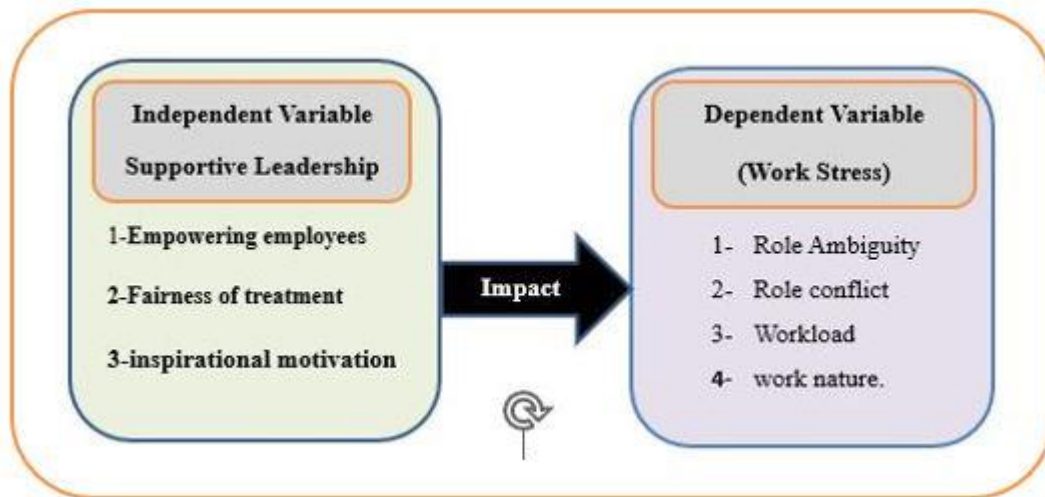 Independent Variable
Supportive Leadership
1-Empowering employees
2-Fairness of treatment
3-inspirational motivation
Impact
Dependent Variable
(Work Stress)
1- Role Ambiguity
2- Role conflict
3- Workload
4- work nature.